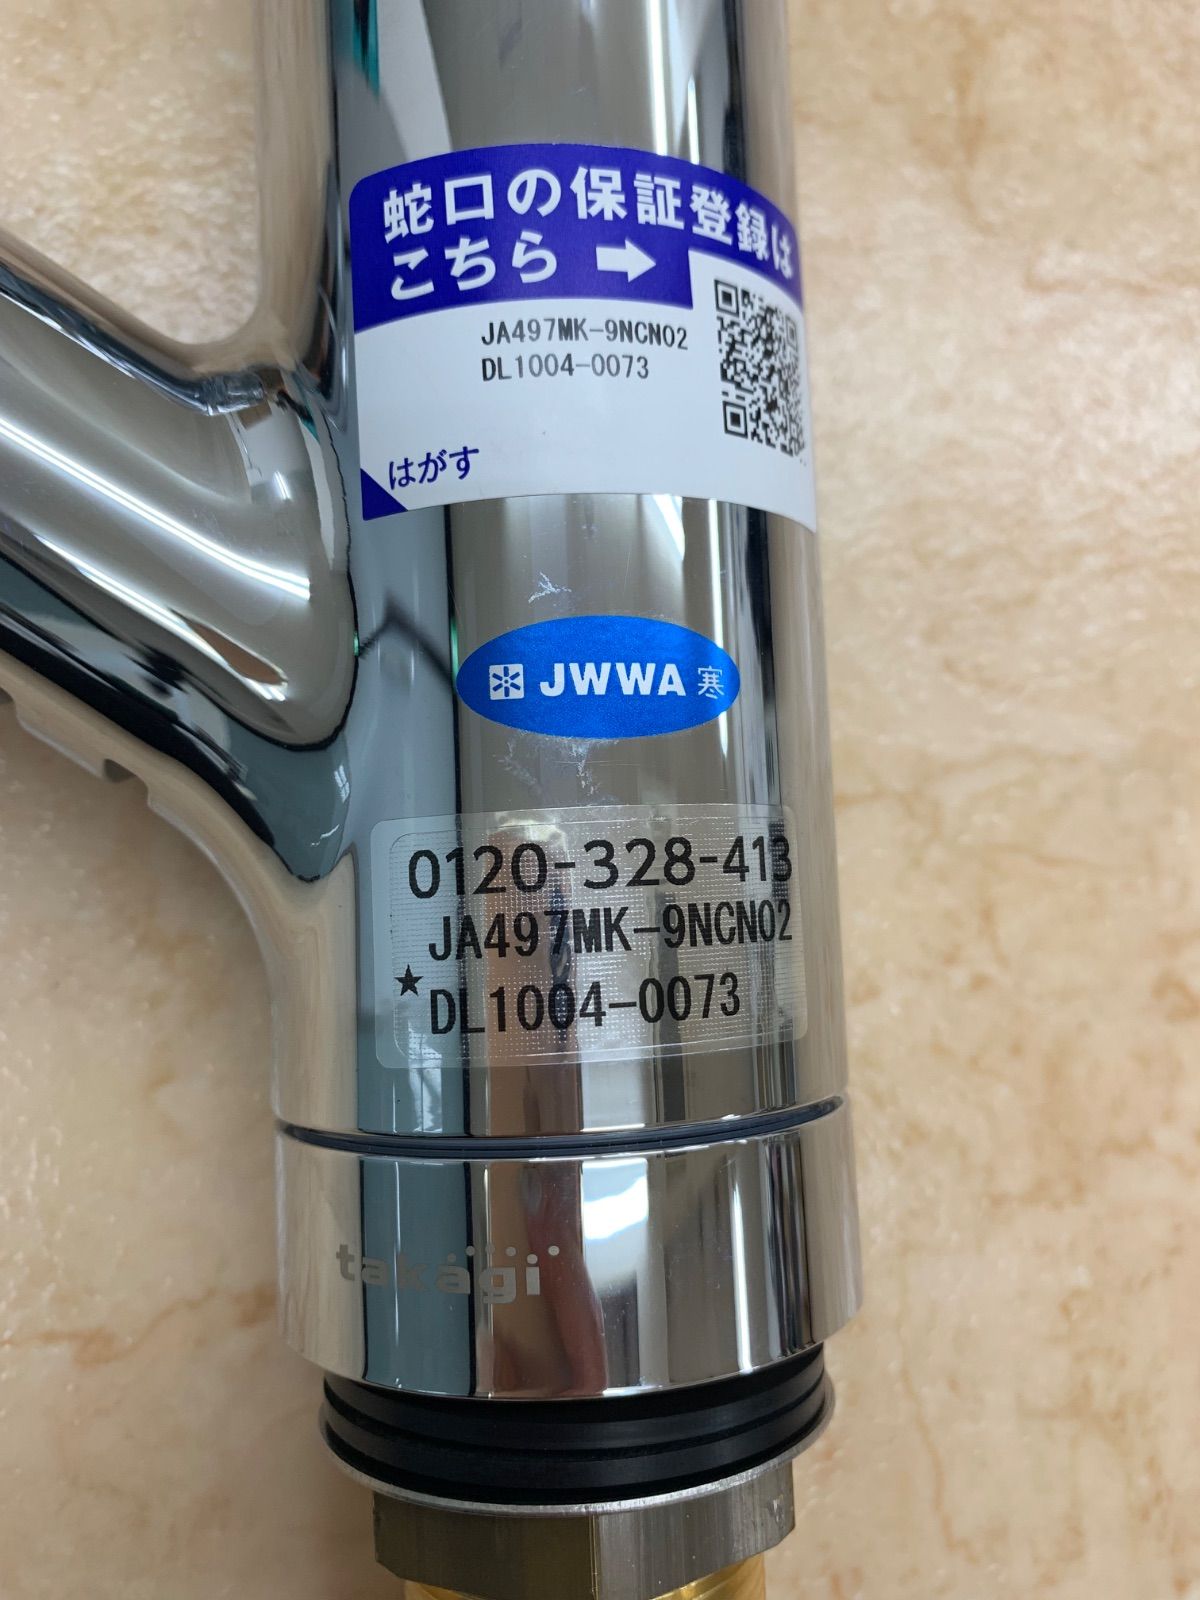 蛇口の保証登録は
こちら
JA497MK-9NCN02
DL1004-0073
はがす
JWWA 寒
0120-328-413
JA497MK-9NCN02
★DL1004-0073
takagi